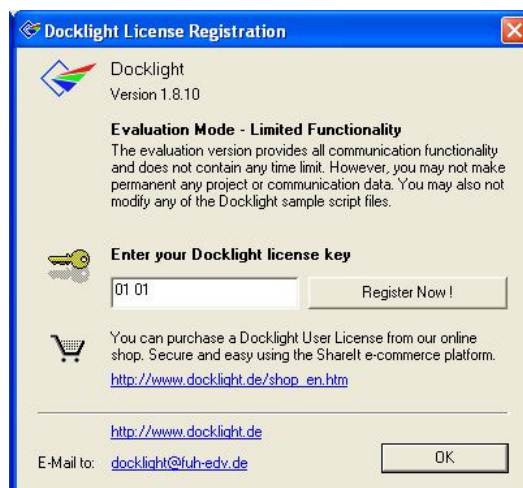 Docklight License Registration
Docklight
Version 1.8.10
Evaluation Mode - Limited Functionality
The evaluation version provides all communication functionality
and does not contain any time limit. However, you may not make
permanent any project or communication data. You may also not
modify any of the Docklight sample script files.
Enter your Docklight license key
01 01
Register Now !
You can purchase a Docklight User License from our online
shop. Secure and easy using the ShareIt e-commerce platform.
http://www.docklight.de/shop_en.htm
http://www.docklight.de
E-Mail to: docklight@fuh-edv.de
OK